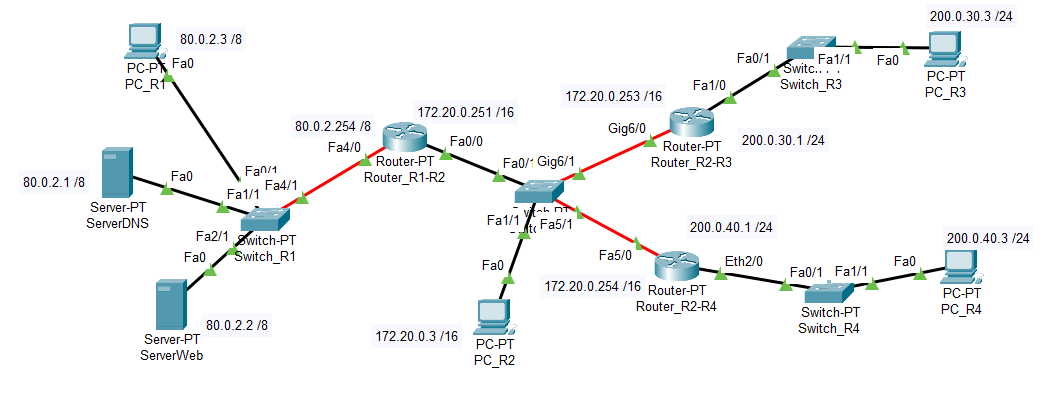 200.0.30.3 /24
80.0.2.3 /8
Fa0
PC-PT
PC_R1
Fa0/1
Fa1/1
Fa0
Switch_R3
PC-PT
PC_R3
Fa1/0
172.20.0.253 /16
172.20.0.251 /16
80.0.2.254 /8
Gig6/0
Fa4/0
Fa0/0
Router-PT
Router_R1-R2
Router-PT
Router_R2-R3
200.0.30.1 /24
Fa0/1
Gig6/1
80.0.2.1 /8
Fa0
Server-PT
ServerDNS
Fa0/1
Fa4/1
Fa1/1
Switch-PT
Switch_R1
Fa2/1
Fa0
Server-PT
ServerWeb
80.0.2.2 /8
Fa1/1
Fa5/1
Fa0
PC-PT
PC_R2
172.20.0.3 /16
Fa5/0
200.0.40.1 /24
Eth2/0
Router-PT
Router_R2-R4
172.20.0.254 /16
Fa0/1
Fa1/1
Switch-PT
Switch_R4
200.0.40.3 /24
Fa0
PC-PT
PC_R4